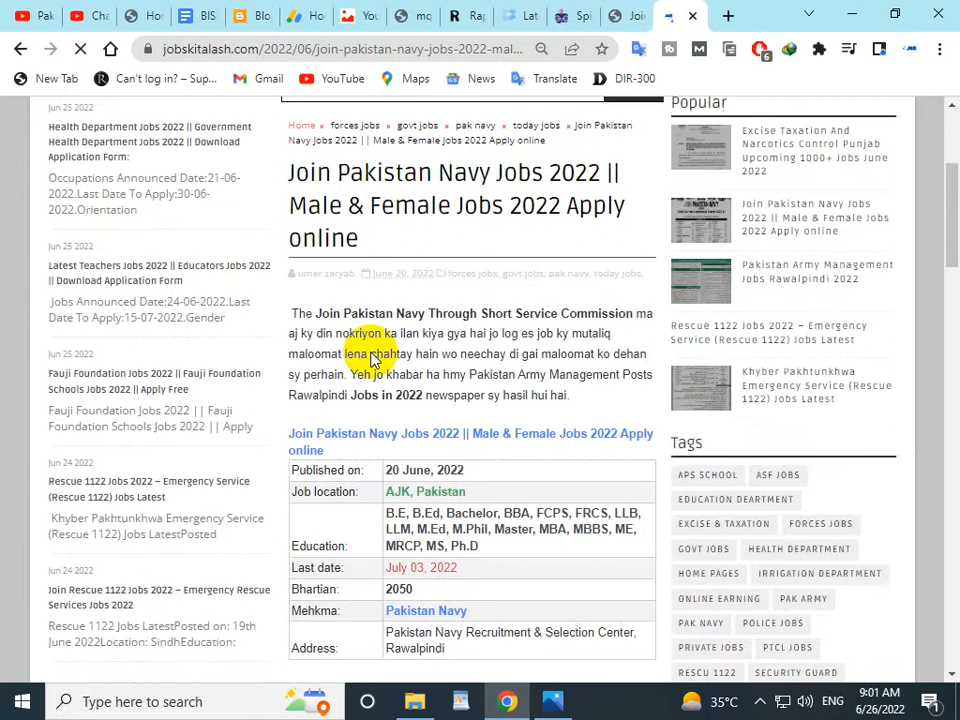 Pak
Cha
Ho
BIS
Blo
Ho
You
mq
Rap
Lat
Spi
Joi
jobskitalash.com/2022/06/join-pakistan-navy-jobs-2022-mal...
6
New Tab
Can't log in? – Sup...
Gmail
YouTube
Maps
News
Translate
DIR-300
Jun 25 2022
Health Department Jobs 2022 || Government
Health Department Jobs 2022 || Download
Application Form:
Occupations Announced Date:21-06-
2022.Last Date To Apply:30-06-
2022.Orientation
Jun 25 2022
Latest Teachers Jobs 2022 || Educators Jobs 2022
|| Download Application Form
Jobs Announced Date:24-06-2022.Last
Date To Apply:15-07-2022.Gender
Jun 25 2022
Fauji Foundation Jobs 2022 || Fauji Foundation
Schools Jobs 2022 || Apply Free
Fauji Foundation Jobs 2022 || Fauji
Foundation Schools Jobs 2022 || Apply
Jun 24 2022
Rescue 1122 Jobs 2022 – Emergency Service
(Rescue 1122) Jobs Latest
Khyber Pakhtunkhwa Emergency Service
(Rescue 1122) Jobs LatestPosted
Jun 24 2022
Join Rescue 1122 Jobs 2022 – Emergency Rescue
Services Jobs 2022
Rescue 1122 Jobs LatestPosted on: 19th
June 2022Location: SindhEducation:
Home × forces jobs × govt jobs × pak navy × today jobs × Join Pakistan
Navy Jobs 2022 || Male & Female Jobs 2022 Apply online
Join Pakistan Navy Jobs 2022 ||
Male & Female Jobs 2022 Apply
online
umer zaryab June 20, 2022 forces jobs, govt jobs, pak navy, today jobs,
The Join Pakistan Navy Through Short Service Commission ma
aj ky din nokriyon ka ilan kiya gya hai jo log es job ky mutaliq
maloomat lena chahtay hain wo neechay di gai maloomat ko dehan
sy perhain. Yeh jo khabar ha hmy Pakistan Army Management Posts
Rawalpindi Jobs in 2022 newspaper sy hasil hui hai.
Join Pakistan Navy Jobs 2022 || Male & Female Jobs 2022 Apply
online
Published on: 20 June, 2022
Job location: AJK, Pakistan
B.E, B.Ed, Bachelor, BBA, FCPS, FRCS, LLB,
LLM, M.Ed, M.Phil, Master, MBA, MBBS, ME,
Education: MRCP, MS, Ph.D
Last date: July 03, 2022
Bhartian: 2050
Mehkma: Pakistan Navy
Pakistan Navy Recruitment & Selection Center,
Address: Rawalpindi
Popular
Excise Taxation And
Narcotics Control Punjab
Upcoming 1000+ Jobs June
2022
Join Pakistan Navy Jobs
2022 || Male & Female Jobs
2022 Apply online
Pakistan Army Management
Jobs Rawalpindi 2022
Rescue 1122 Jobs 2022 – Emergency
Service (Rescue 1122) Jobs Latest
Khyber Pakhtunkhwa
Emergency Service (Rescue
1122) Jobs Latest
Tags
APS SCHOOL ASF JOBS
EDUCATION DEARTMENT
EXCISE & TAXATION FORCES JOBS
GOVT JOBS HEALTH DEPARTMENT
HOME PAGES IRRIGATION DEPARTMENT
ONLINE EARNING PAK ARMY
PAK NAVY POLICE JOBS
PRIVATE JOBS PTCL JOBS
RESCU 1122 SECURITY GUARD
Type here to search
35°C
ENG
9:01 AM
6/26/2022
1